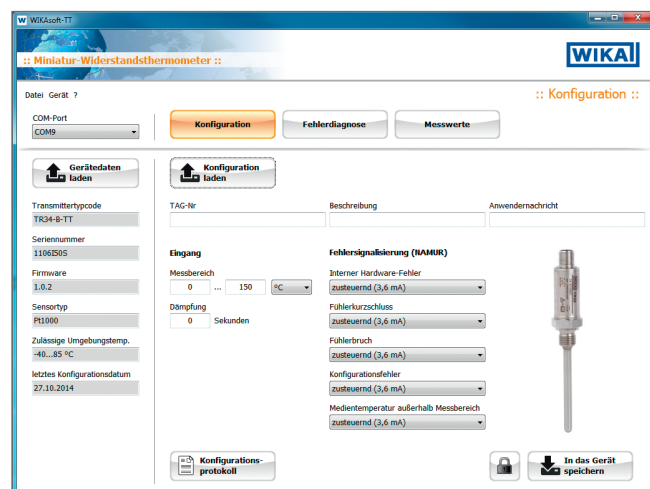 WIKAsoft-TT
:: Miniatur-Widerstandsthermometer ::
WIKA
Datei Gerät ?
:: Konfiguration ::
COM-Port
COM9
Konfiguration
Fehlerdiagnose
Messwerte
Gerätedaten
laden
Konfiguration
laden
Transmittertypcode
TR34-B-TT
Seriennummer
1106I50S
Firmware
1.0.2
Sensortyp
Pt1000
Zulässige Umgebungstemp.
-40...85 °C
letztes Konfigurationsdatum
27.10.2014
TAG-Nr
Beschreibung
Anwendernachricht
Eingang
Messbereich
0 ... 150 °C
Dämpfung
0 Sekunden
Fehlersignalisierung (NAMUR)
Interner Hardware-Fehler
zusteuernd (3,6 mA)
Fühlerkurzschluss
zusteuernd (3,6 mA)
Fühlerbruch
zusteuernd (3,6 mA)
Konfigurationsfehler
zusteuernd (3,6 mA)
Medientemperatur außerhalb Messbereich
zusteuernd (3,6 mA)
Konfigurations-
protokoll
In das Gerät
speichern